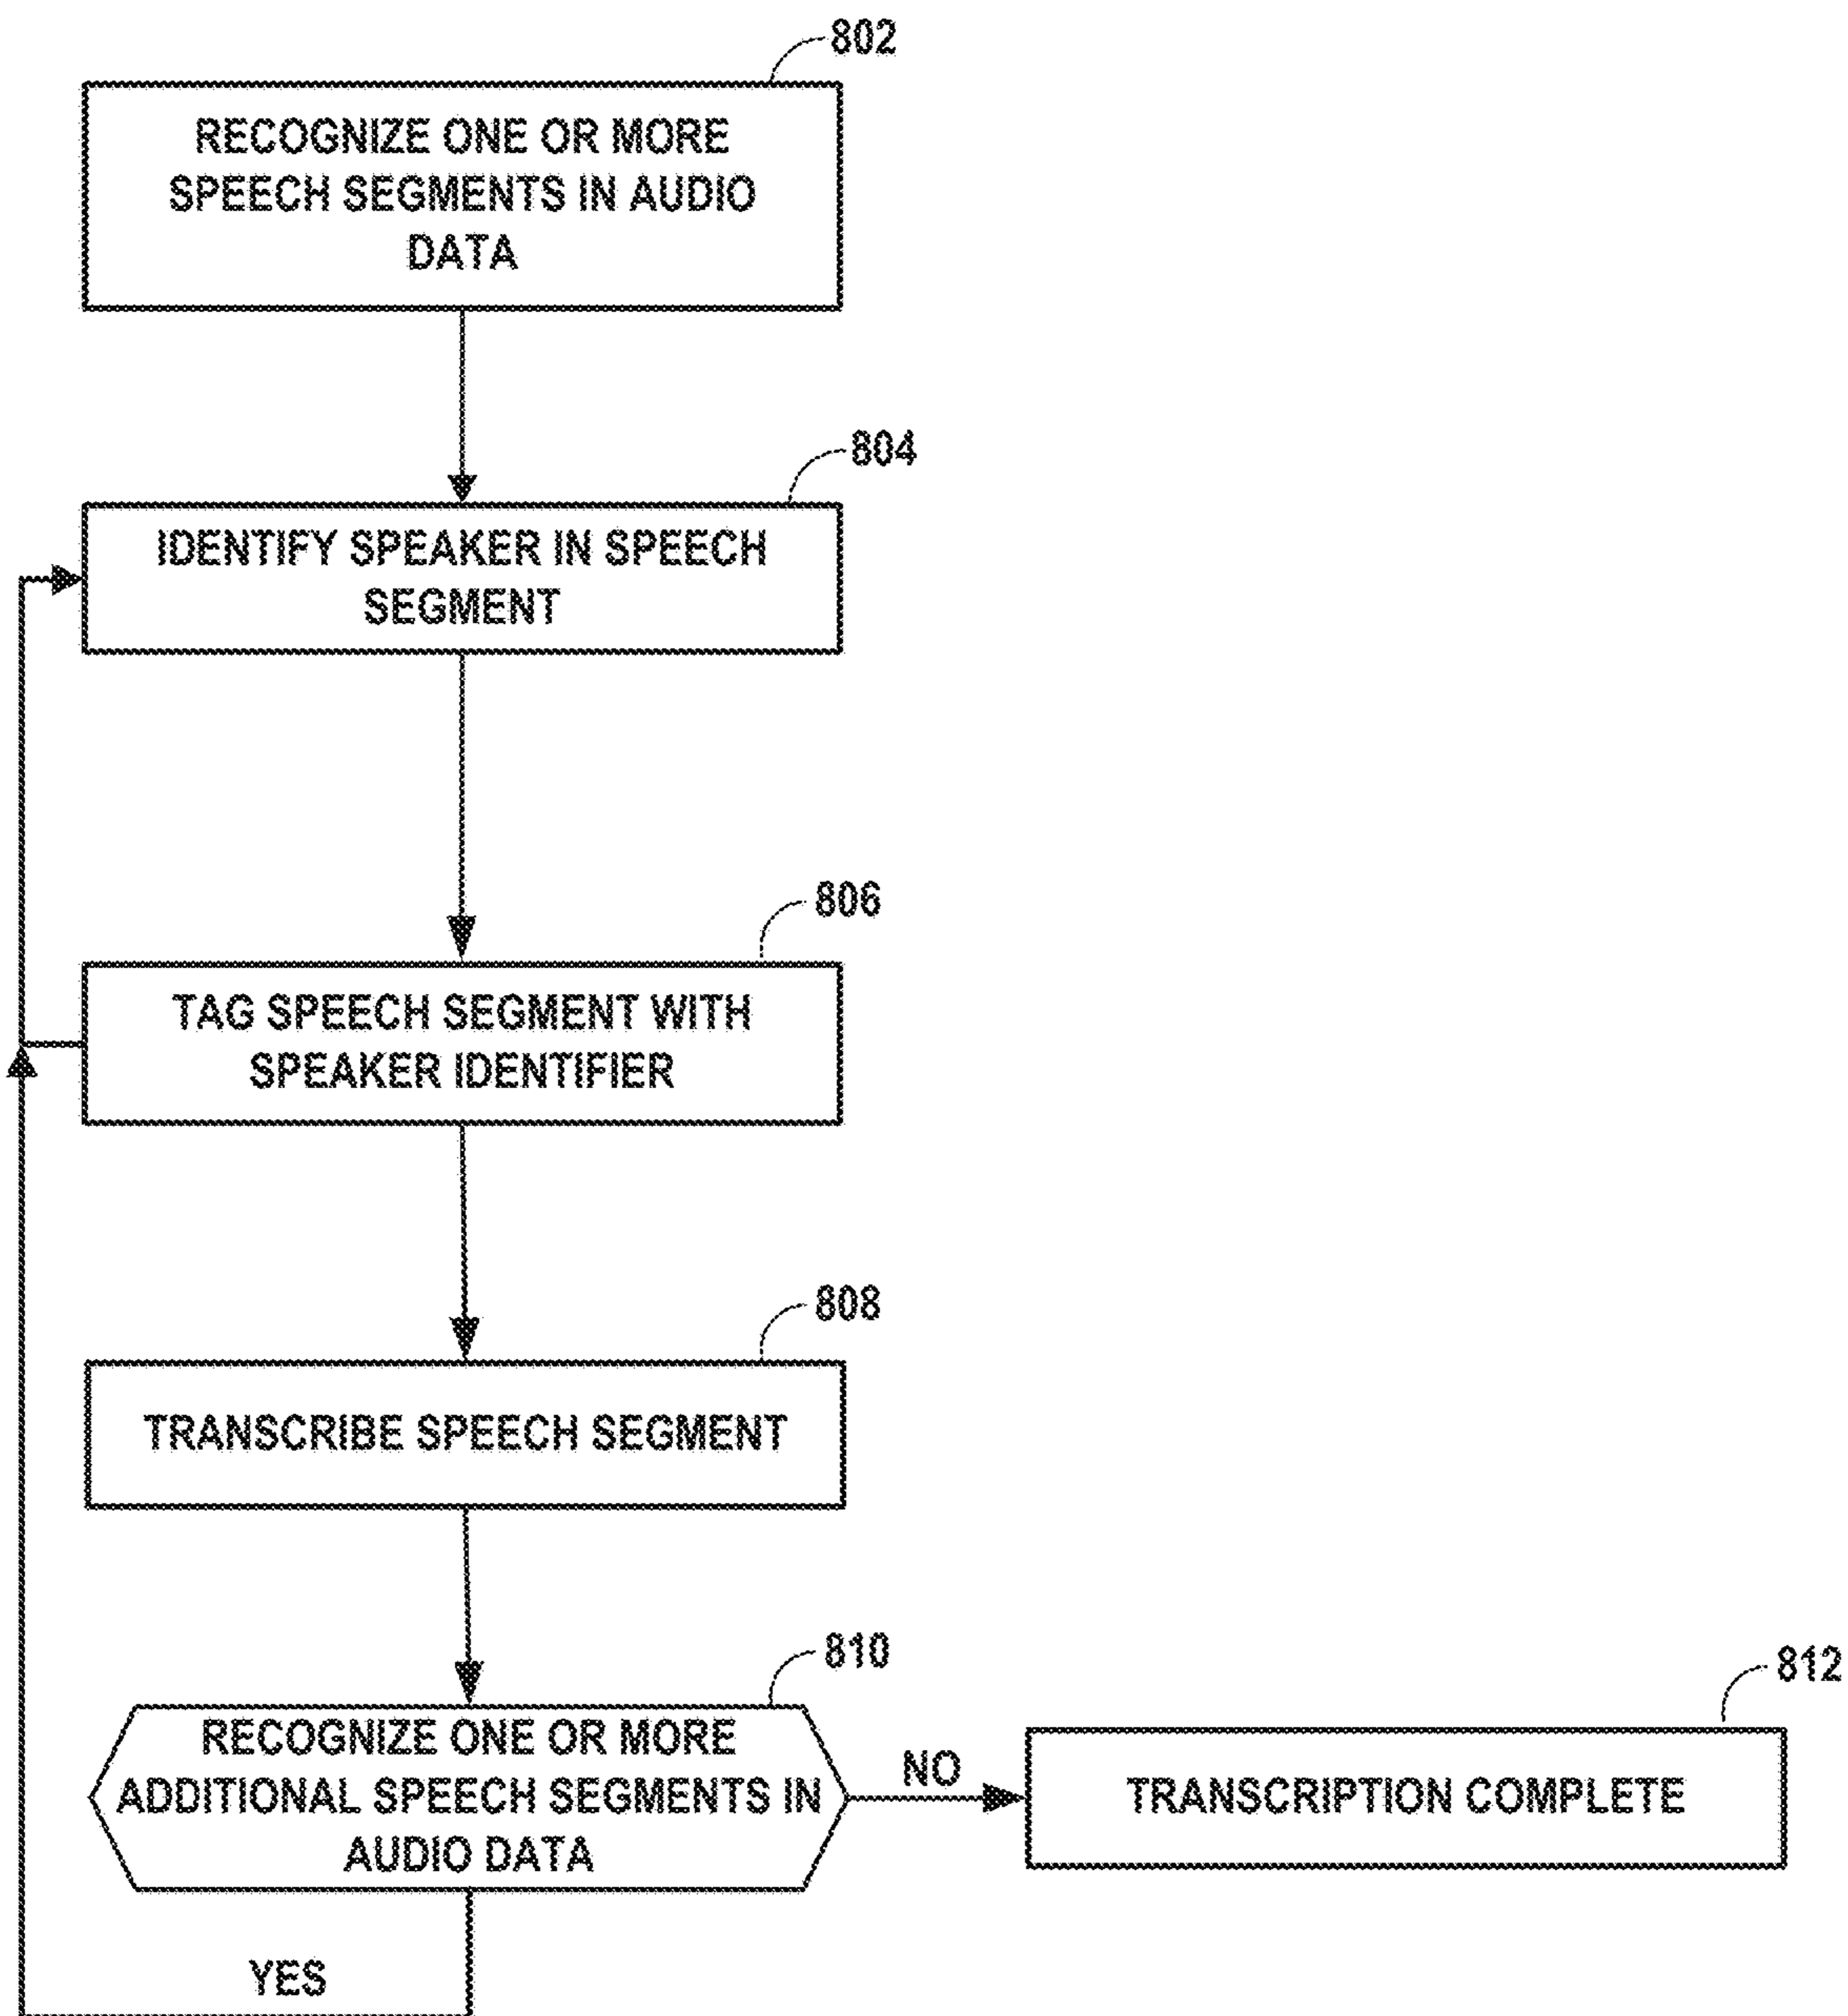 802
RECOGNIZE ONE OR MORE
SPEECH SEGMENTS IN AUDIO
DATA
804
IDENTIFY SPEAKER IN SPEECH
SEGMENT
806
TAG SPEECH SEGMENT WITH
SPEAKER IDENTIFIER
808
TRANSCRIBE SPEECH SEGMENT
810
RECOGNIZE ONE OR MORE
ADDITIONAL SPEECH SEGMENTS IN
AUDIO DATA
NO
812
TRANSCRIPTION COMPLETE
YES